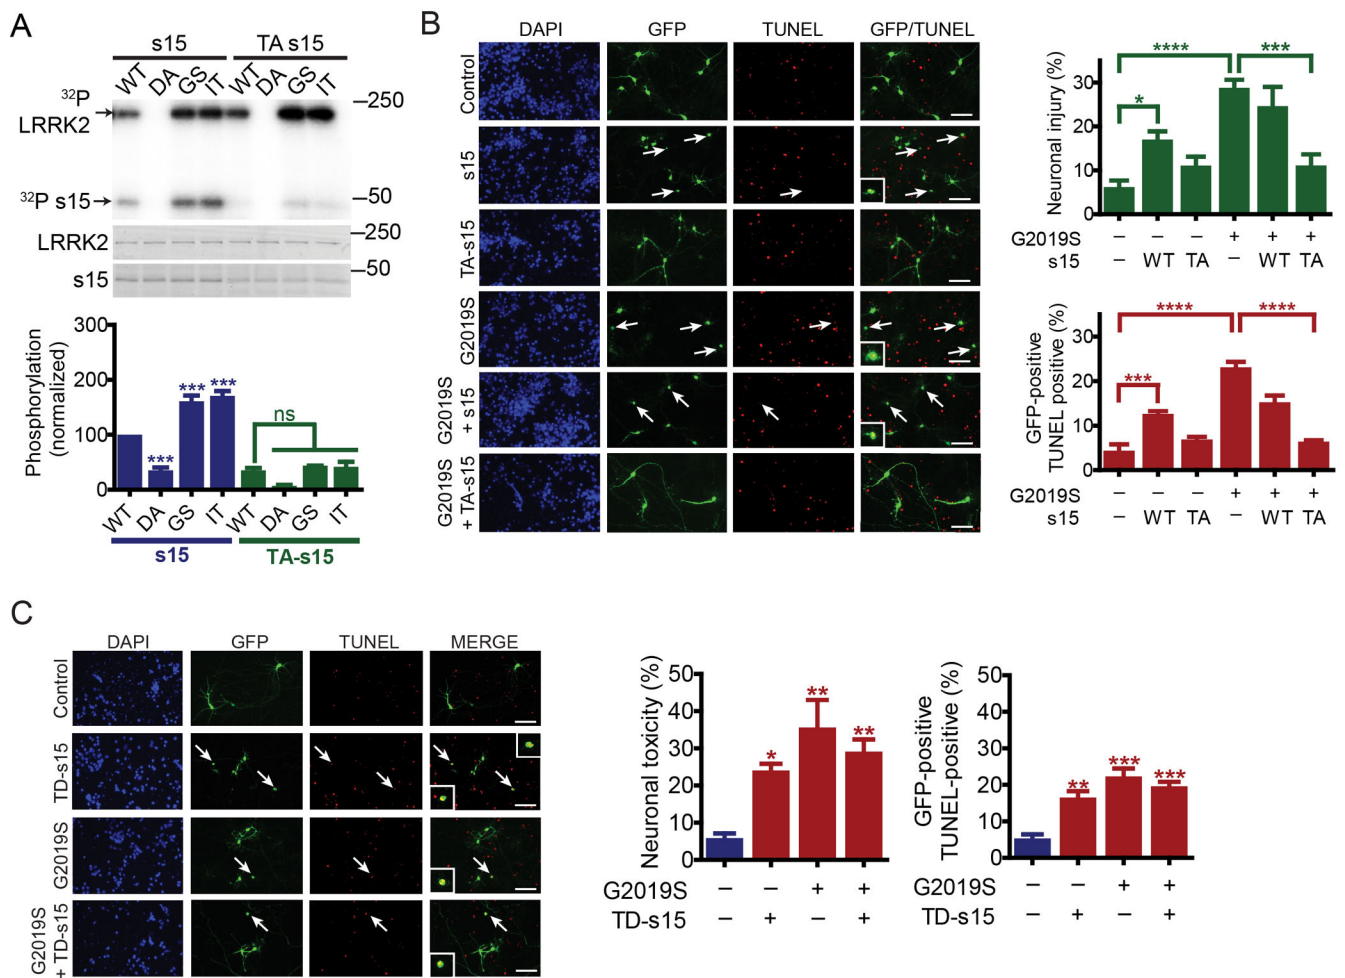 A
s15 TA s15
WT DA GS IT WT DA GS IT
32P LRRK2
250
32P s15
50
LRRK2
250
s15
50
Phosphorylation (normalized)
300
200
100
0
*** *** ***
ns
WT DA GS IT WT DA GS IT
s15 TA-s15
B
DAPI GFP TUNEL GFP/TUNEL
Control
s15
TA-s15
G2019S
G2019S + s15
G2019S + TA-s15
Neuronal injury (%)
30
20
10
0
**** ***
*
G2019S – – – + + +
s15 – WT TA – WT TA
GFP-positive TUNEL positive (%)
30
20
10
0
**** ****
***
G2019S – – – + + +
s15 – WT TA – WT TA
C
DAPI GFP TUNEL MERGE
Control
TD-s15
G2019S
G2019S + TD-s15
Neuronal toxicity (%)
50
40
30
20
10
0
* ** **
G2019S – – + +
TD-s15 – + – +
GFP-positive TUNEL-positive (%)
50
40
30
20
10
0
** *** ***
G2019S – – + +
TD-s15 – + – +